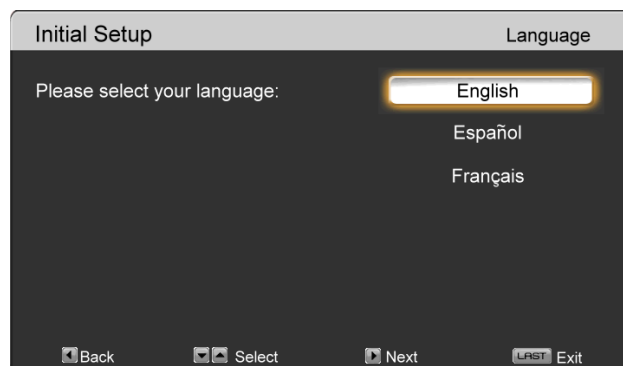 Initial Setup Language
Please select your language: English
Español
Français
Back Select Next LAST Exit